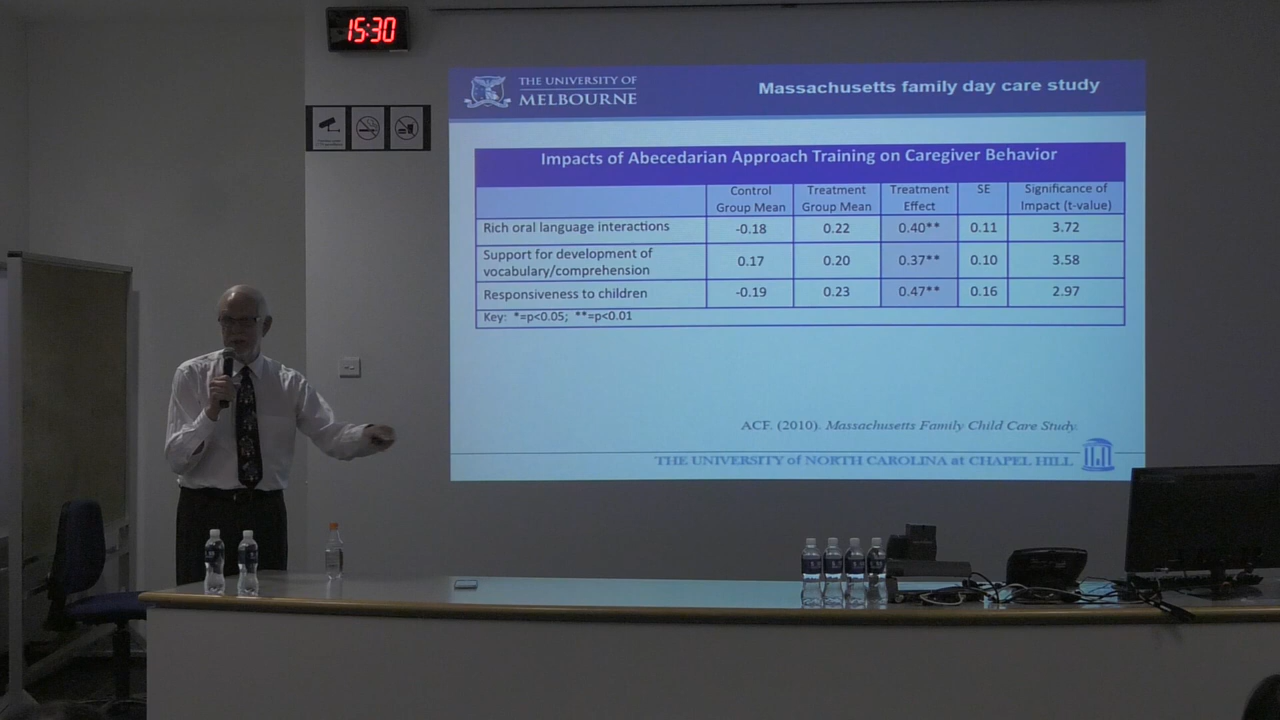 15:30
THE UNIVERSITY OF
MELBOURNE
Massachusetts family day care study
Impacts of Abecedarian Approach Training on Caregiver Behavior
Control Group Mean
Treatment Group Mean
Treatment Effect
SE
Significance of Impact (t-value)
Rich oral language interactions -0.18 0.22 0.40** 0.11 3.72
Support for development of vocabulary/comprehension 0.17 0.20 0.37** 0.10 3.58
Responsiveness to children -0.19 0.23 0.47** 0.16 2.97
Key: *=p<0.05; **=p<0.01
ACF. (2010). Massachusetts Family Child Care Study.
THE UNIVERSITY of NORTH CAROLINA at CHAPEL HILL